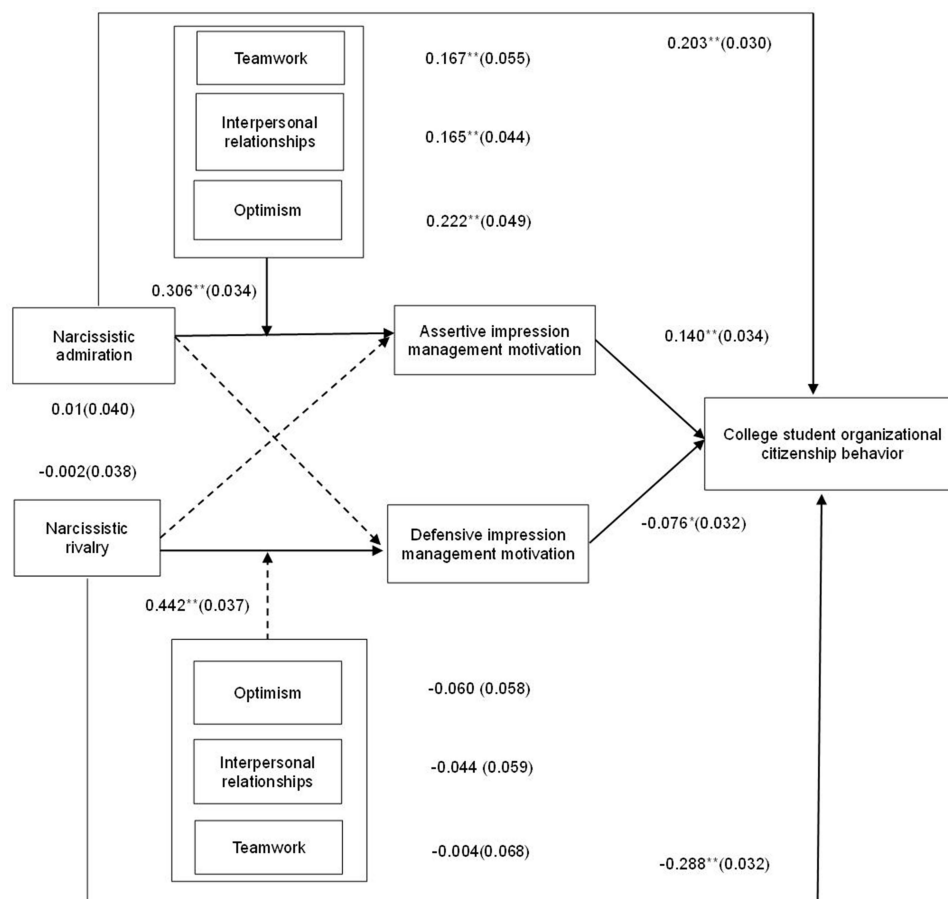 Teamwork
0.167**(0.055)
0.203**(0.030)
Interpersonal
relationships
0.165**(0.044)
Optimism
0.222**(0.049)
0.306**(0.034)
Narcissistic
admiration
Assertive impression
management motivation
0.140**(0.034)
0.01(0.040)
College student organizational
citizenship behavior
-0.002(0.038)
Narcissistic
rivalry
Defensive impression
management motivation
-0.076*(0.032)
0.442**(0.037)
Optimism
-0.060 (0.058)
Interpersonal
relationships
-0.044 (0.059)
Teamwork
-0.004(0.068)
-0.288**(0.032)